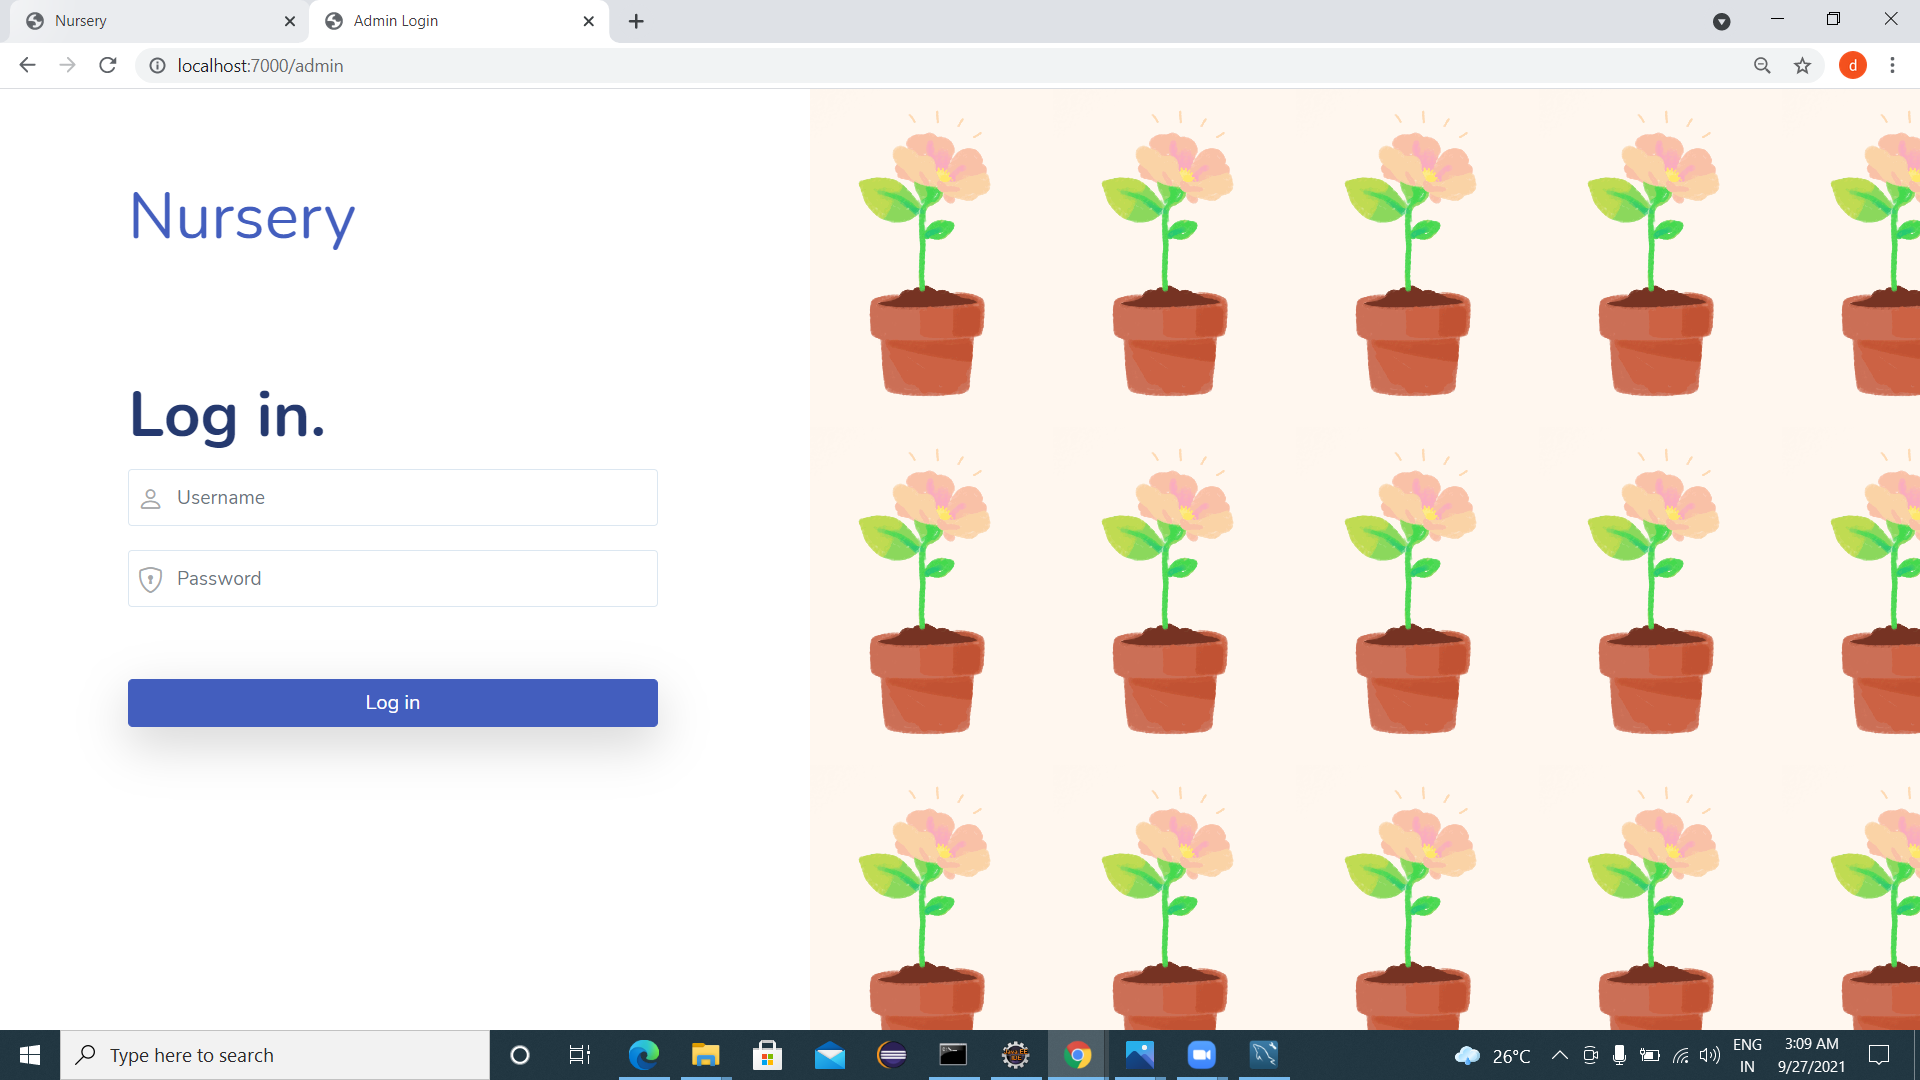 Nursery
Admin Login
localhost:7000/admin
d
Nursery
Log in.
Username
Password
Log in
Type here to search
26°C
ENG
IN
3:09 AM
9/27/2021